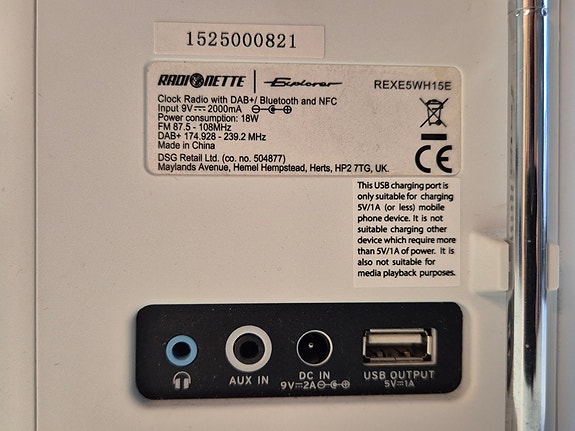 1525000821
RADIONETTE Explorer REXE5WH15E
Clock Radio with DAB+/ Bluetooth and NFC
Input 9V⎓2000mA
Power consumption: 18W
FM 87.5 - 108MHz
DAB+ 174.928 - 239.2 MHz
Made in China
DSG Retail Ltd. (co. no. 504877)
Maylands Avenue, Hemel Hempstead, Herts, HP2 7TG, UK.
CE
This USB charging port is
only suitable for charging
5V/1A (or less) mobile
phone device. It is not
suitable charging other
device which require more
than 5V/1A of power. It is
also not suitable for
media playback purposes.
AUX IN
DC IN
9V⎓2A
USB OUTPUT
5V⎓1A